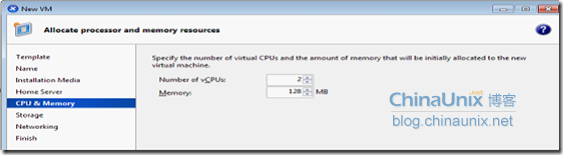 New VM
Allocate processor and memory resources
?
Template
Name
Installation Media
Home Server
CPU & Memory
Storage
Networking
Finish
Specify the number of virtual CPUs and the amount of memory that will be initially allocated to the new
virtual machine.
Number of vCPUs: 2
Memory: 128 MB
ChinaUnix.net 博客
blog.chinaunix.net